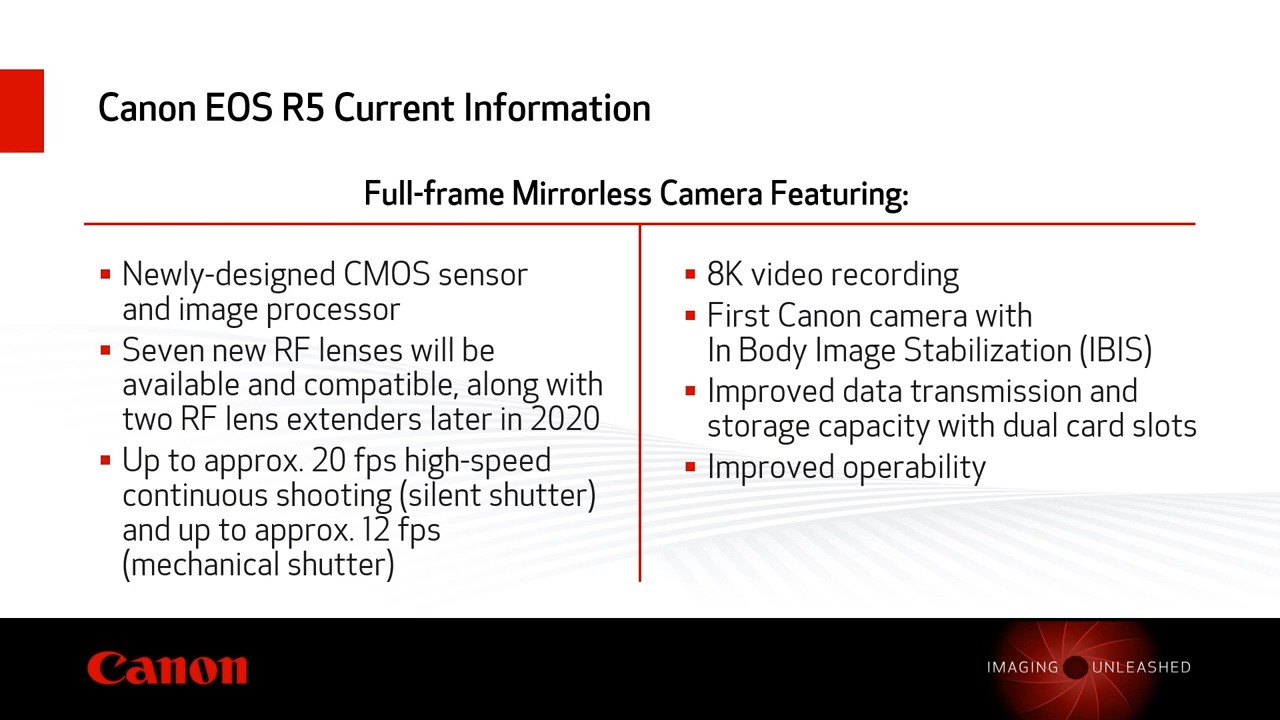 Canon EOS R5 Current Information
Full-frame Mirrorless Camera Featuring:
▪ Newly-designed CMOS sensor
and image processor
▪ Seven new RF lenses will be
available and compatible, along with
two RF lens extenders later in 2020
▪ Up to approx. 20 fps high-speed
continuous shooting (silent shutter)
and up to approx. 12 fps
(mechanical shutter)
▪ 8K video recording
▪ First Canon camera with
In Body Image Stabilization (IBIS)
▪ Improved data transmission and
storage capacity with dual card slots
▪ Improved operability
Canon
IMAGING UNLEASHED